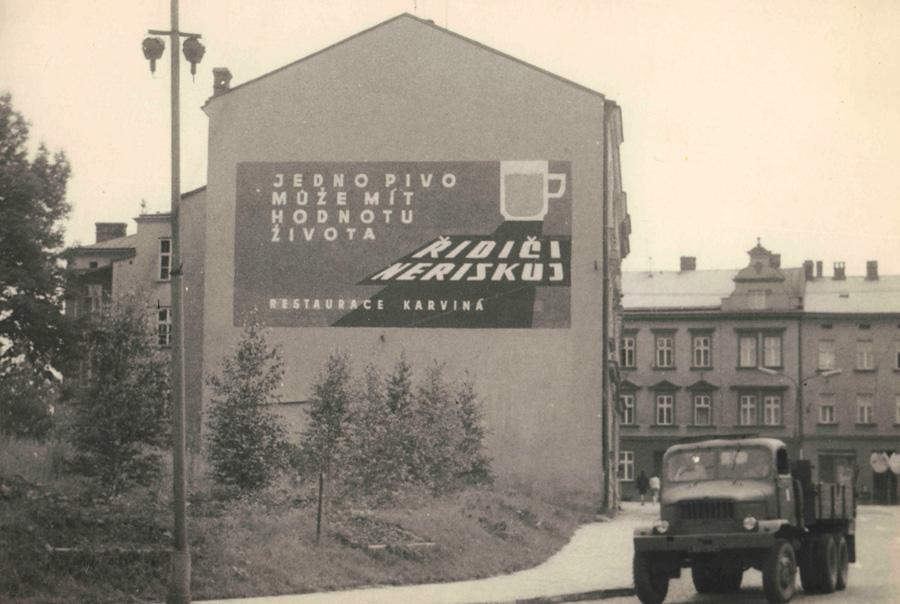 JEDNO PIVO
MŮŽE MÍT
HODNOTU
ŽIVOTA
ŘIDIČI
NERISKUJ
RESTAURACE KARVINÁ